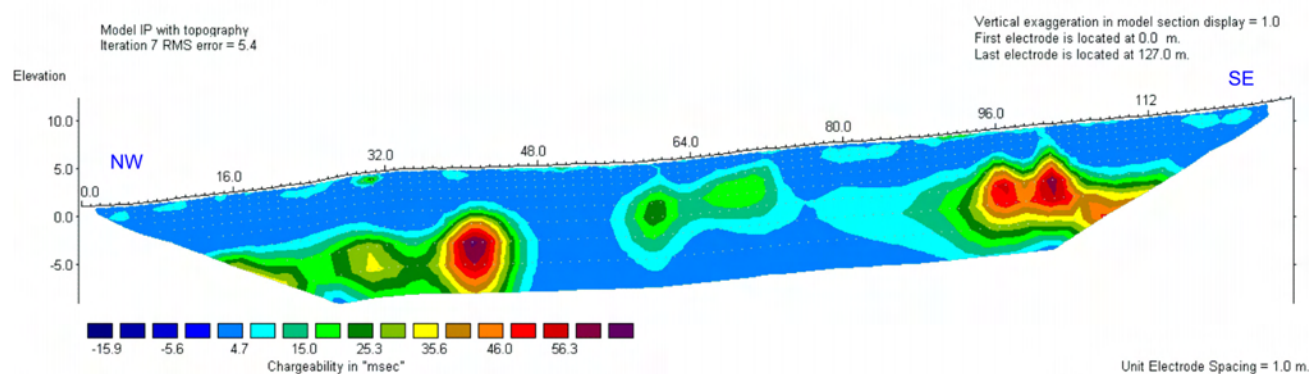 Model IP with topography
Iteration 7 RMS error = 5.4
Vertical exaggeration in model section display = 1.0
First electrode is located at 0.0 m.
Last electrode is located at 127.0 m.
Elevation
SE
NW
10.0
5.0
0.0
-5.0
0.0
16.0
32.0
48.0
64.0
80.0
96.0
112
-15.9 -5.6 4.7 15.0 25.3 35.6 46.0 56.3
Chargeability in "msec"
Unit Electrode Spacing = 1.0 m.